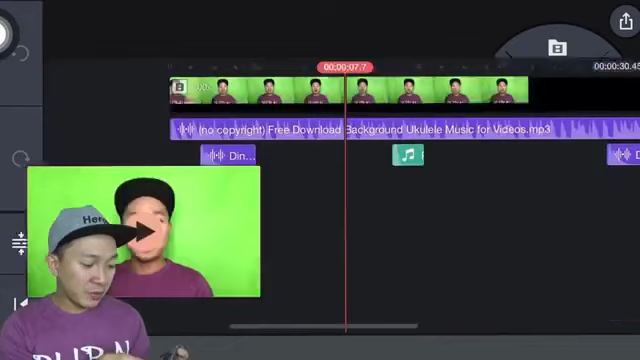 00:00:07.7
00:00:30.45
(no copyright) Free Download Background Ukulele Music for Videos.mp3
Din...
Here